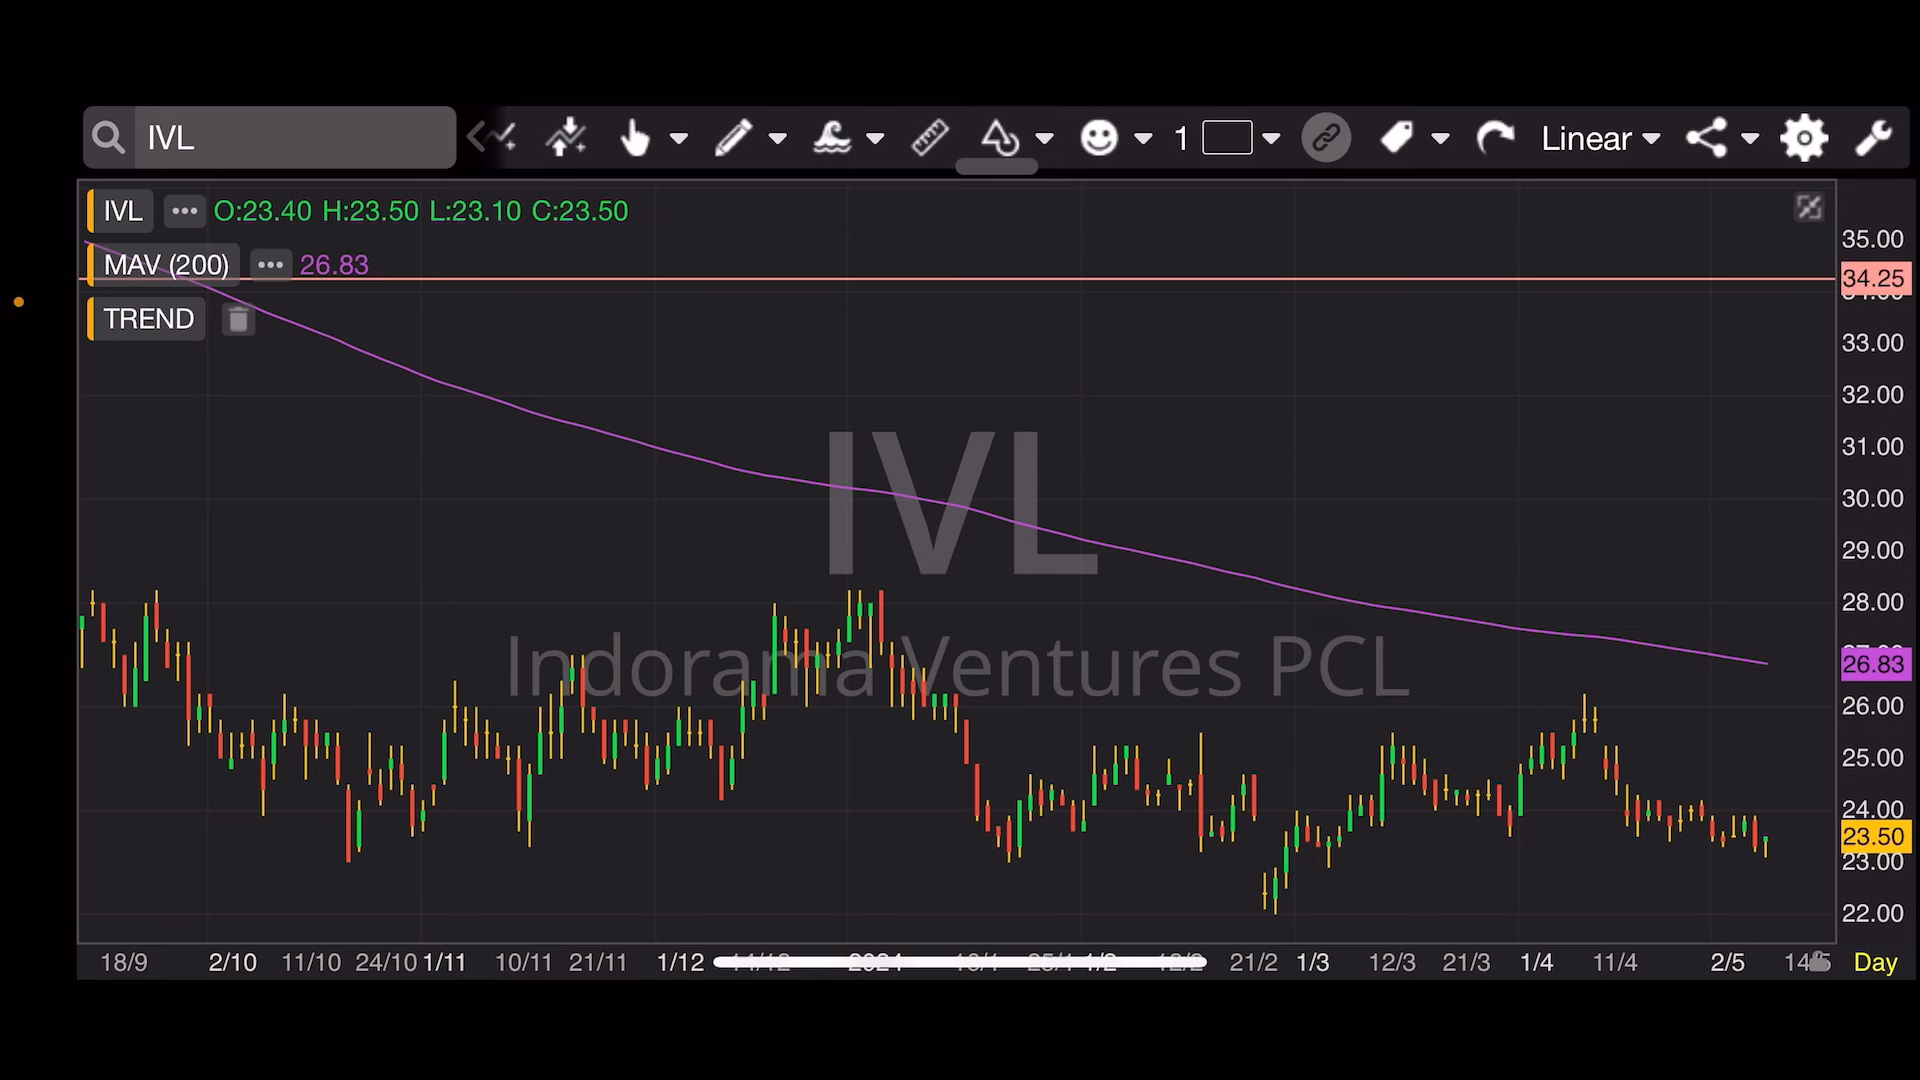 IVL
1
Linear
IVL ••• O:23.40 H:23.50 L:23.10 C:23.50
MAV (200) ••• 26.83
TREND
IVL
Indorama Ventures PCL
35.00
34.25
33.00
32.00
31.00
30.00
29.00
28.00
26.83
26.00
25.00
24.00
23.50
23.00
22.00
18/9 2/10 11/10 24/10 1/11 10/11 21/11 1/12 21/2 1/3 12/3 21/3 1/4 11/4 2/5 Day